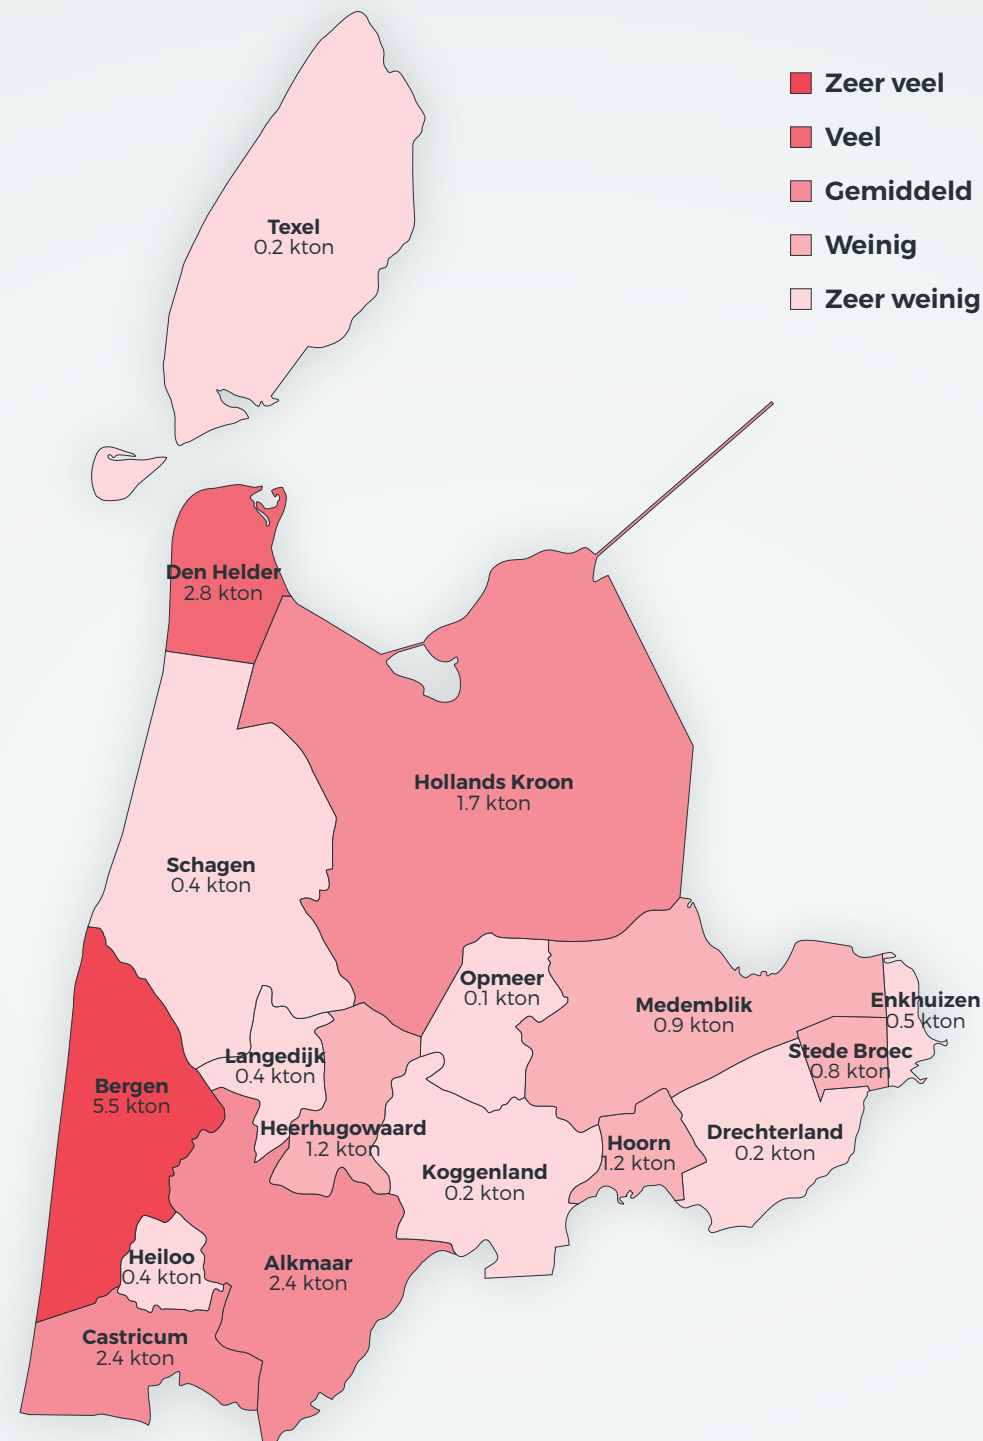 Zeer veel
Veel
Gemiddeld
Weinig
Zeer weinig
Texel
0.2 kton
Den Helder
2.8 kton
Hollands Kroon
1.7 kton
Schagen
0.4 kton
Opmeer
0.1 kton
Medemblik
0.9 kton
Enkhuizen
0.5 kton
Stede Broec
0.8 kton
Langedijk
0.4 kton
Bergen
5.5 kton
Heerhugowaard
1.2 kton
Hoorn
1.2 kton
Drechterland
0.2 kton
Koggenland
0.2 kton
Heiloo
0.4 kton
Alkmaar
2.4 kton
Castricum
2.4 kton